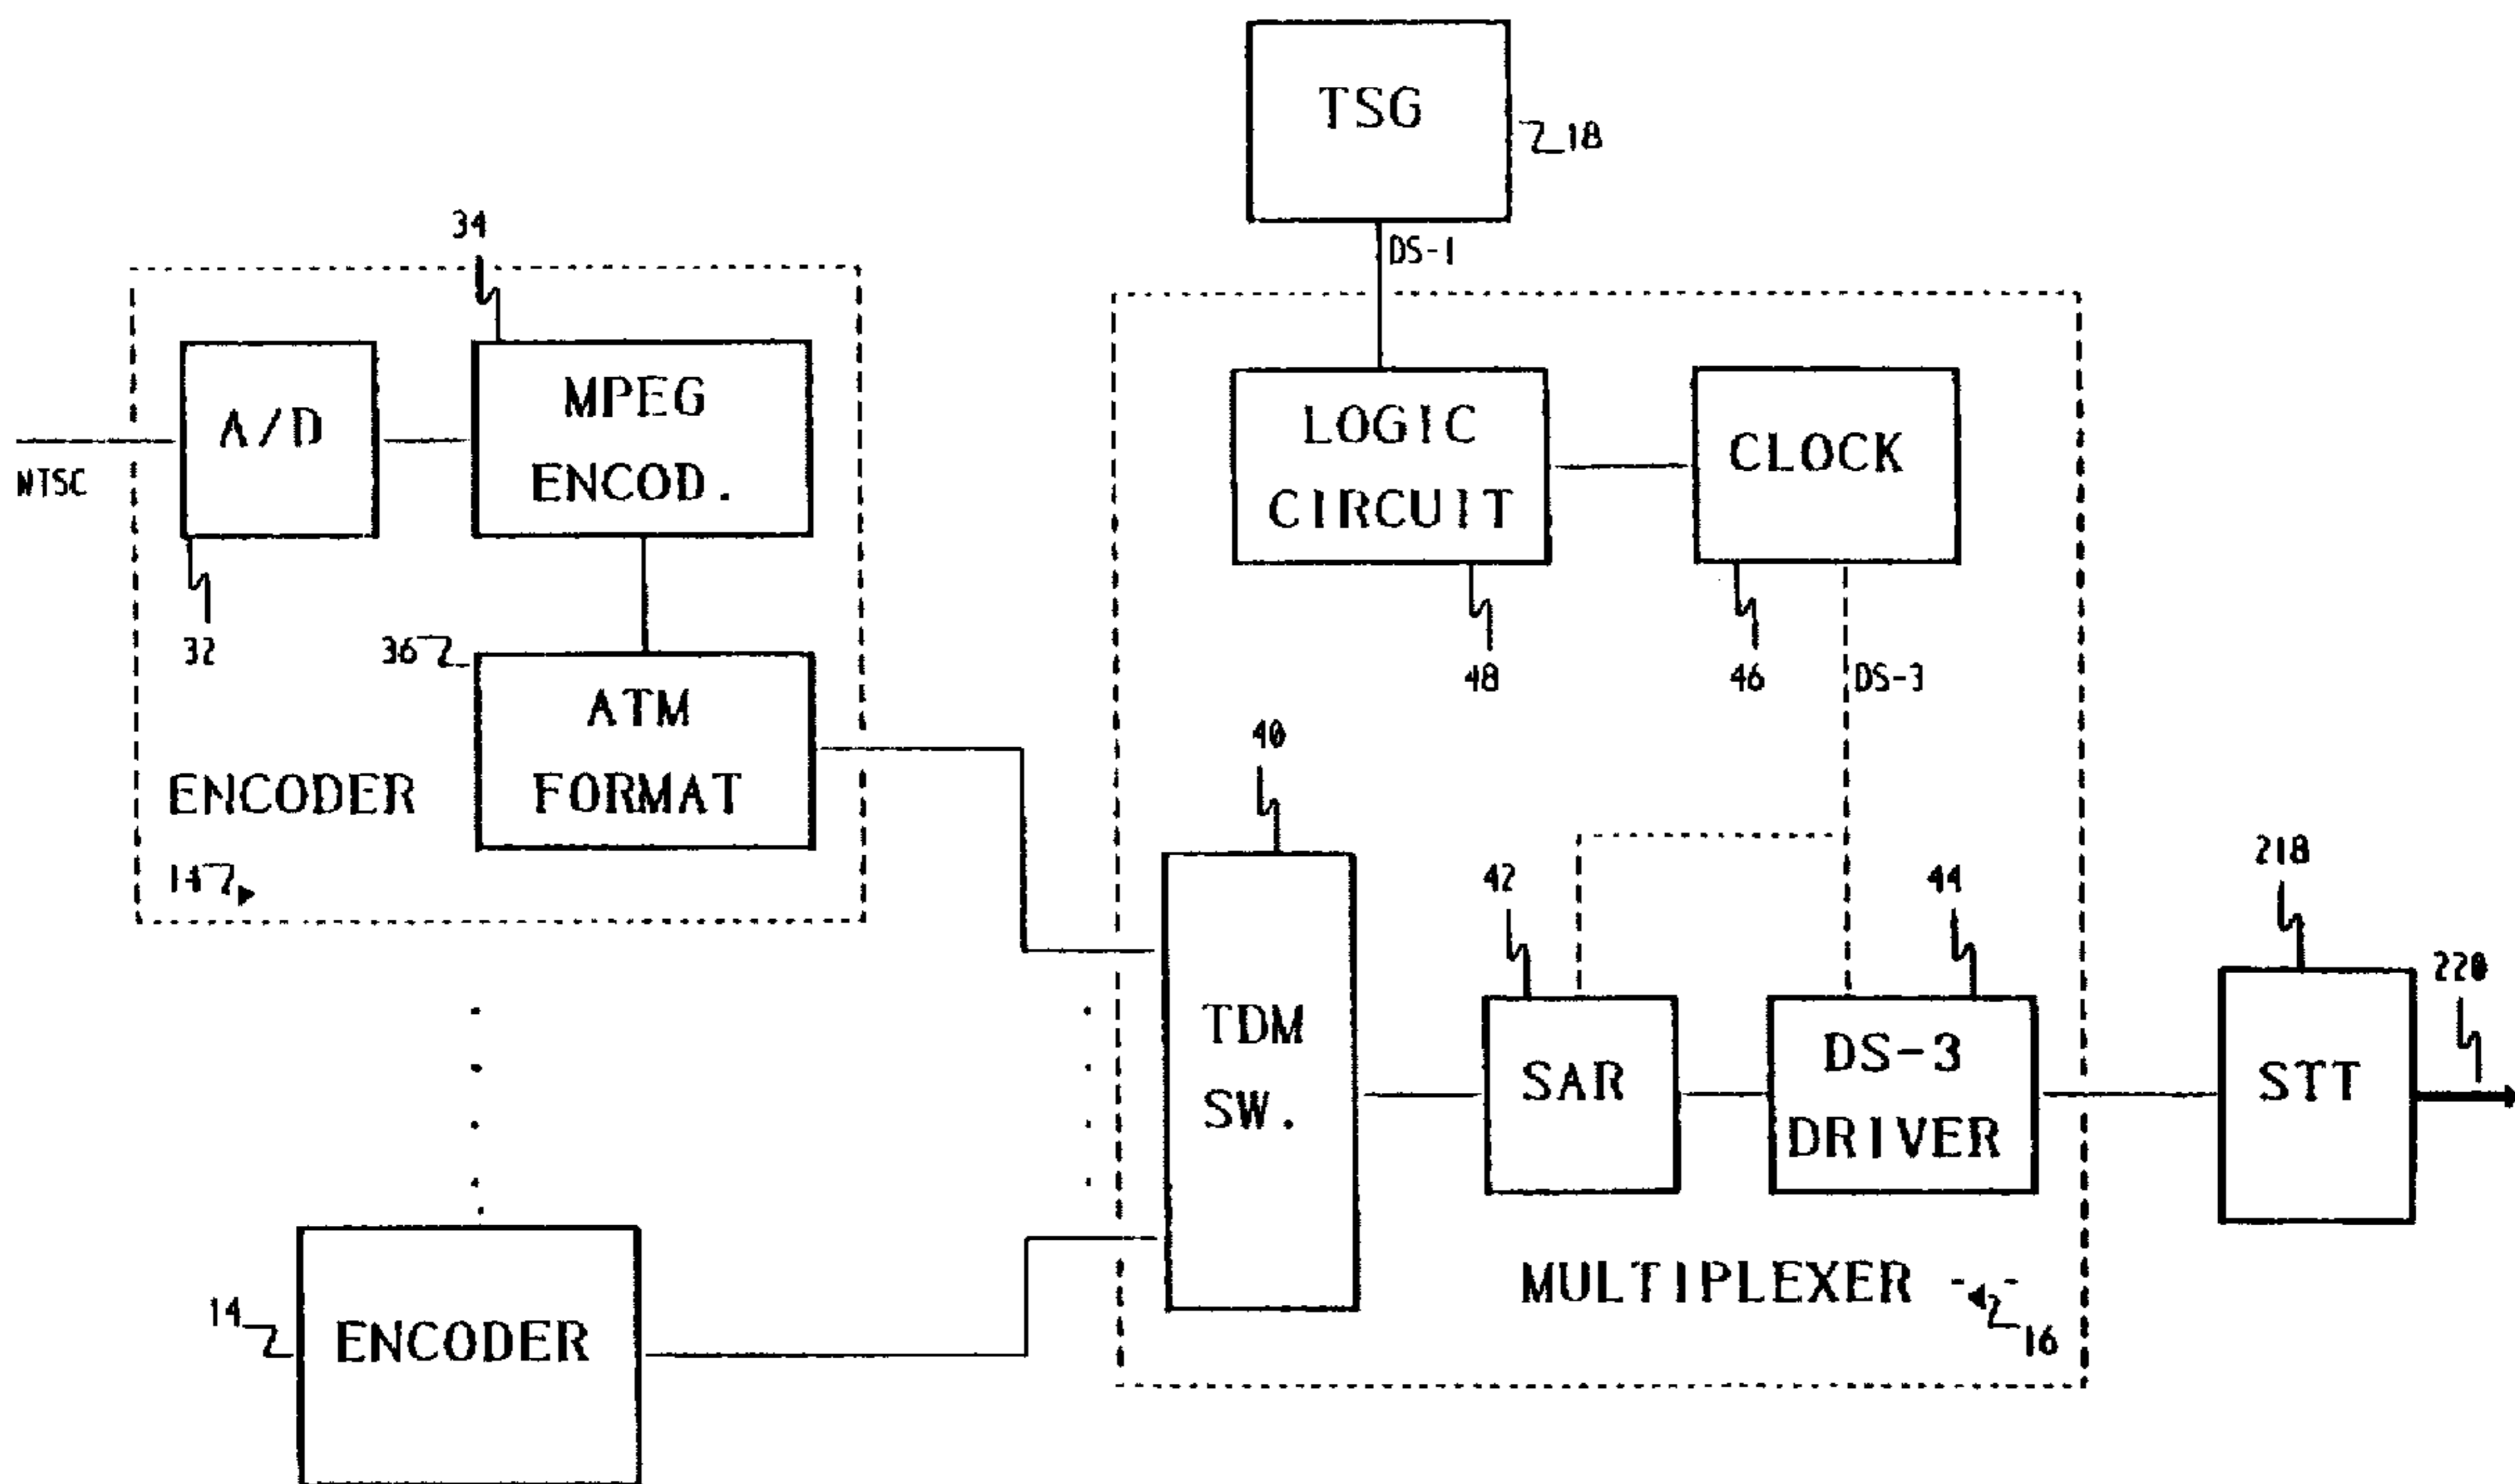 TSG
18
DS-1
34
A/D
MPEG
ENCOD.
NTSC
32
36
ATM
FORMAT
ENCODER
14
LOGIC
CIRCUIT
CLOCK
48
46
DS-3
40
42
44
218
220
TDM
SW.
SAR
DS-3
DRIVER
STT
MULTIPLEXER
16
14
ENCODER